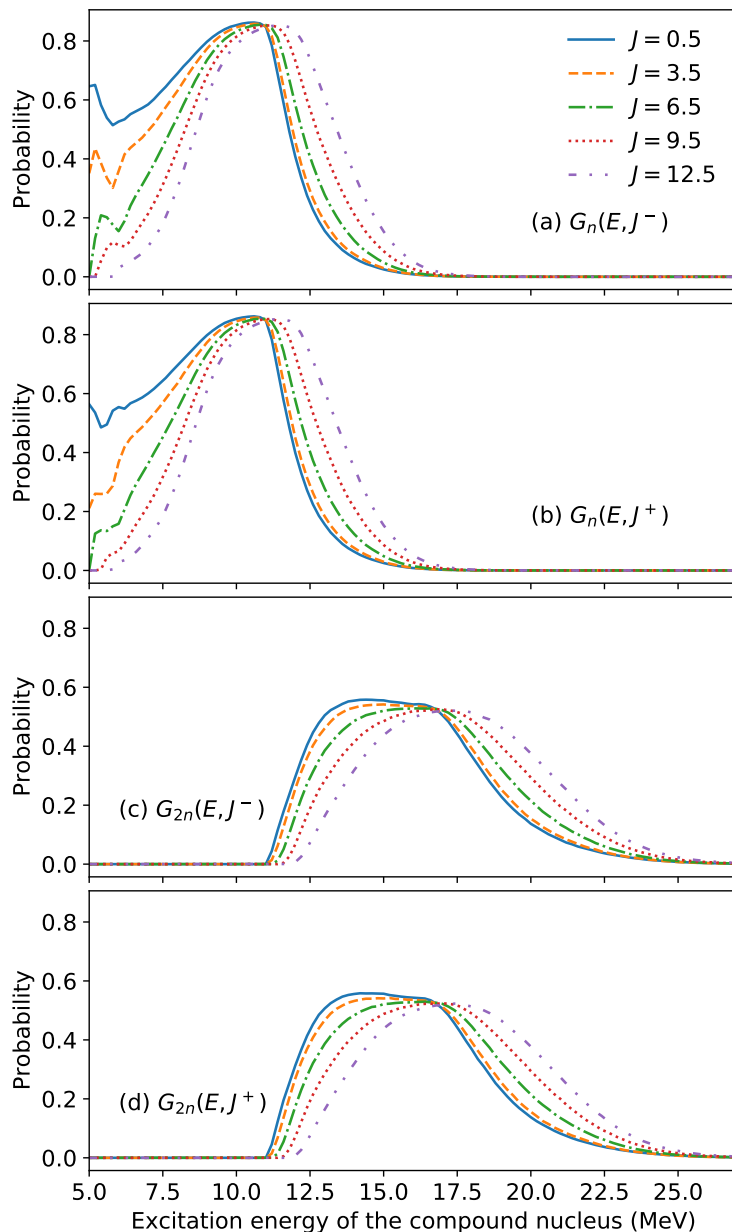 Probability
0.8
0.6
0.4
0.2
0.0
J = 0.5
J = 3.5
J = 6.5
J = 9.5
J = 12.5
(a) Gₙ(E, J⁻)
Probability
0.8
0.6
0.4
0.2
0.0
(b) Gₙ(E, J⁺)
Probability
0.8
0.6
0.4
0.2
0.0
(c) G₂ₙ(E, J⁻)
Probability
0.8
0.6
0.4
0.2
0.0
(d) G₂ₙ(E, J⁺)
5.0 7.5 10.0 12.5 15.0 17.5 20.0 22.5 25.0
Excitation energy of the compound nucleus (MeV)